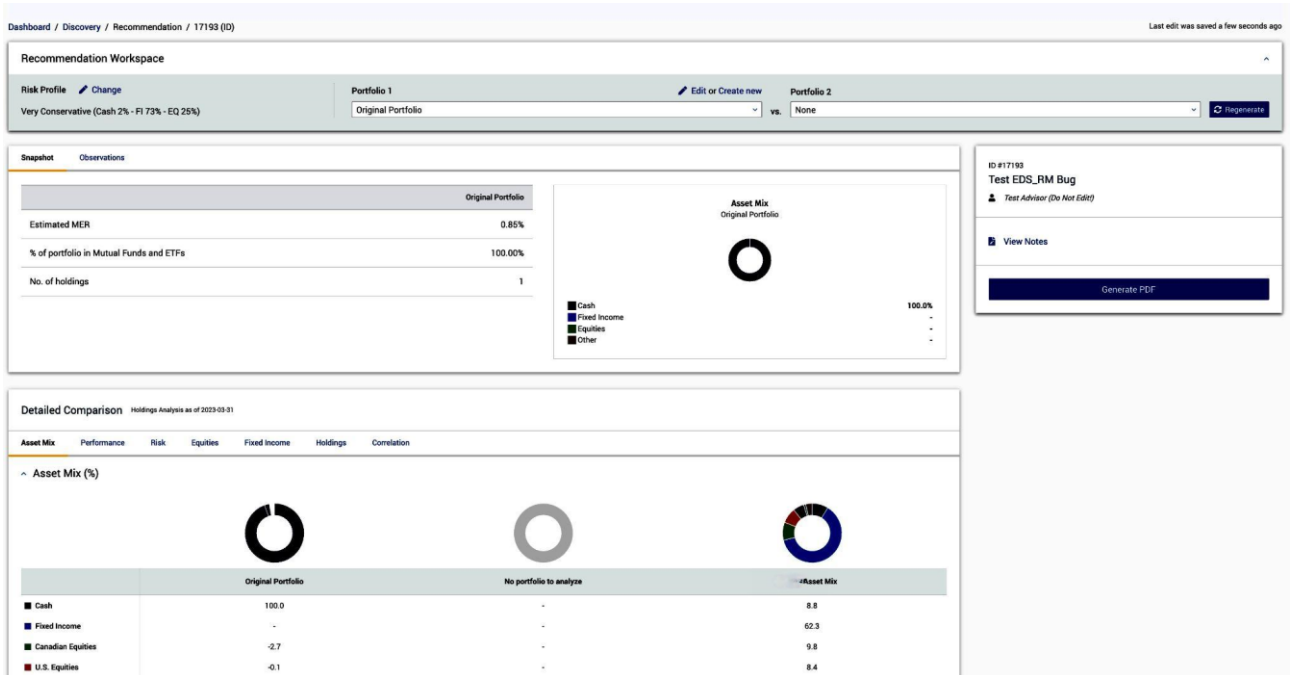 Dashboard / Discovery / Recommendation / 17193 (ID)
Last edit was saved a few seconds ago
Recommendation Workspace
Risk Profile Change
Very Conservative (Cash 2% - FI 73% - EQ 25%)
Portfolio 1
Edit or Create new
Original Portfolio
vs.
Portfolio 2
None
Regenerate
Snapshot Observations
Original Portfolio
Estimated MER 0.85%
% of portfolio in Mutual Funds and ETFs 100.00%
No. of holdings 1
Asset Mix
Original Portfolio
Cash 100.0%
Fixed Income -
Equities -
Other -
ID #17193
Test EDS_RM Bug
Test Advisor (Do Not Edit!)
View Notes
Generate PDF
Detailed Comparison Holdings Analysis as of 2023-03-31
Asset Mix Performance Risk Equities Fixed Income Holdings Correlation
Asset Mix (%)
Original Portfolio No portfolio to analyze Asset Mix
Cash 100.0 - 8.8
Fixed Income - - 62.3
Canadian Equities -2.7 - 9.8
U.S. Equities -0.1 - 8.4